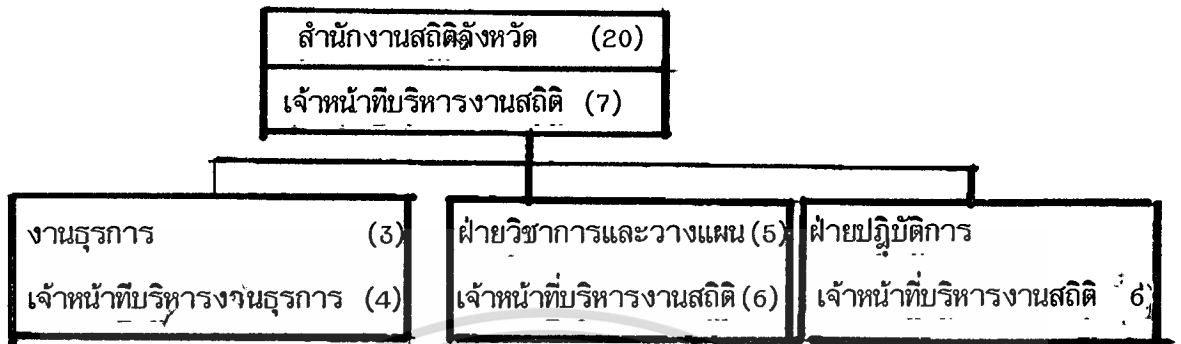 สำนักงานสถิติจังหวัด (20)
เจ้าหน้าที่บริหารงานสถิติ (7)
งานธุรการ (3)
เจ้าหน้าที่บริหารงานธุรการ (4)
ฝ่ายวิชาการและวางแผน (5)
เจ้าหน้าที่บริหารงานสถิติ (6)
ฝ่ายปฏิบัติการ
เจ้าหน้าที่บริหารงานสถิติ 6)